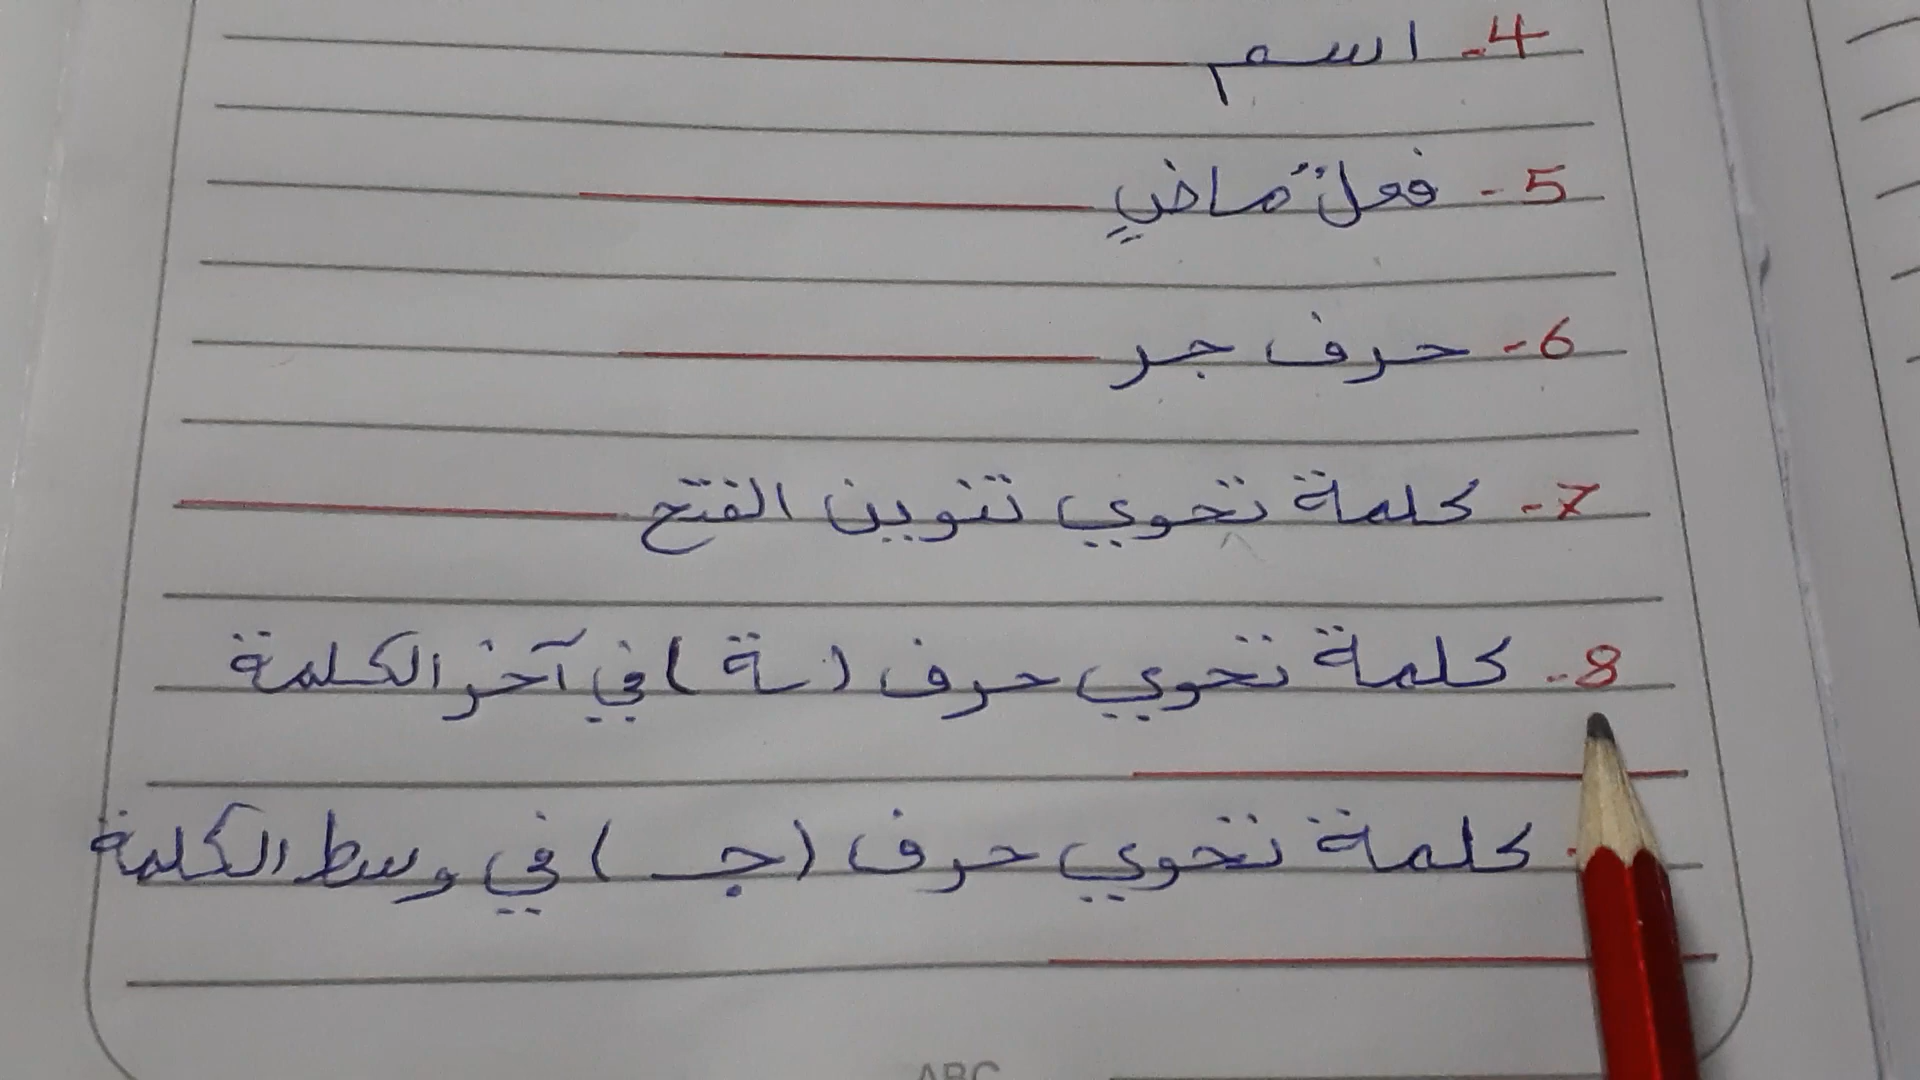 4- اسم
5- فعلٌ ماضي
6- حرف جر
7- كلمة تحوي تنوين الفتح
8- كلمة تحوي حرف (ـة) في آخر الكلمة
كلمة تحوي حرف (جـ) في وسط الكلمة
ABC